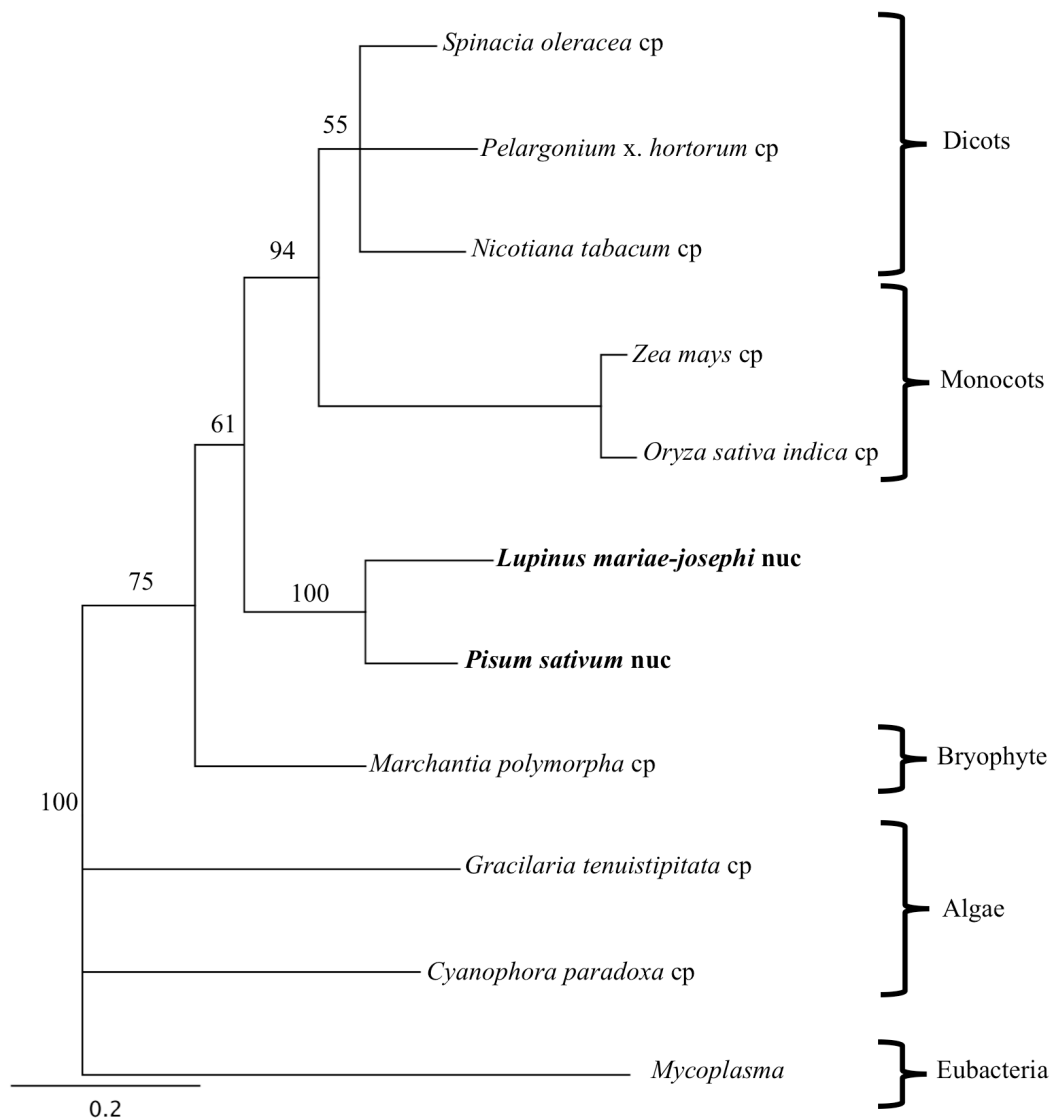 Spinacia oleracea cp
55
Pelargonium x. hortorum cp
Dicots
94
Nicotiana tabacum cp
Zea mays cp
Monocots
61
Oryza sativa indica cp
Lupinus mariae-josephi nuc
75
100
Pisum sativum nuc
Marchantia polymorpha cp
Bryophyte
100
Gracilaria tenuistipitata cp
Algae
Cyanophora paradoxa cp
Mycoplasma
Eubacteria
0.2